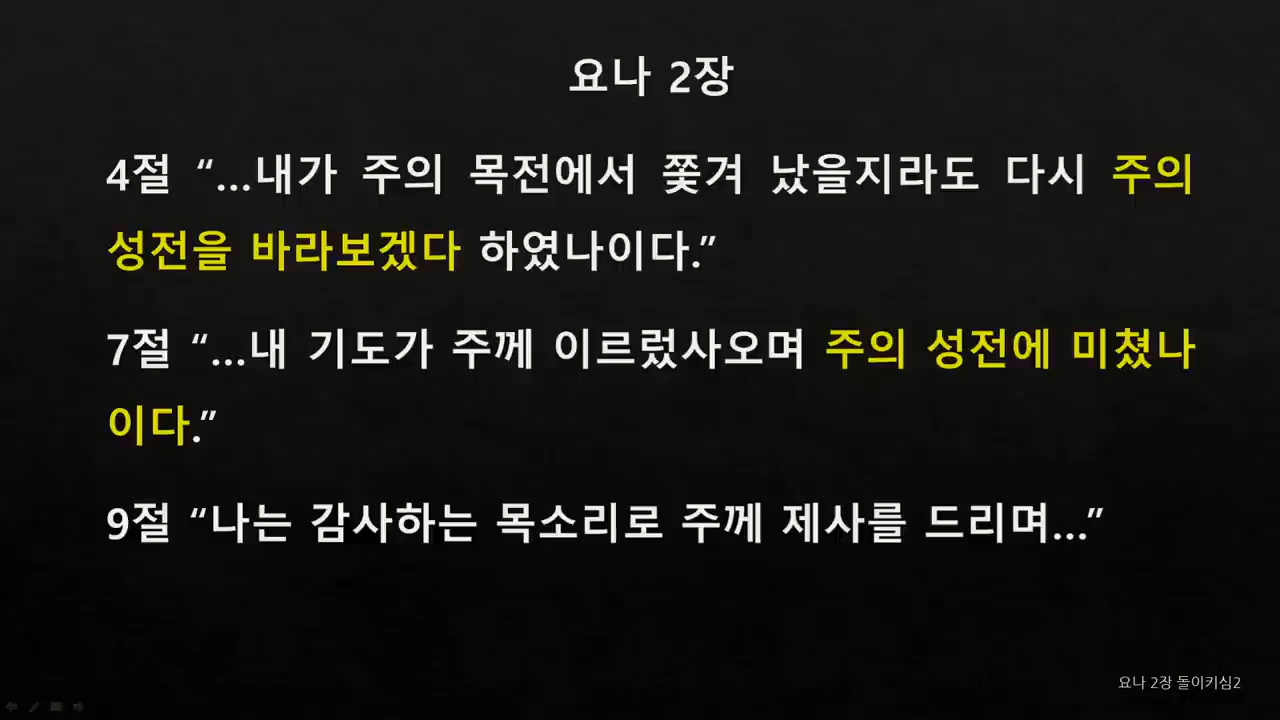 요나 2장
4절 “...내가 주의 목전에서 쫓겨 났을지라도 다시 주의
성전을 바라보겠다 하였나이다.”
7절 “...내 기도가 주께 이르렀사오며 주의 성전에 미쳤나
이다.”
9절 “나는 감사하는 목소리로 주께 제사를 드리며...”
요나 2장 돌이키심2